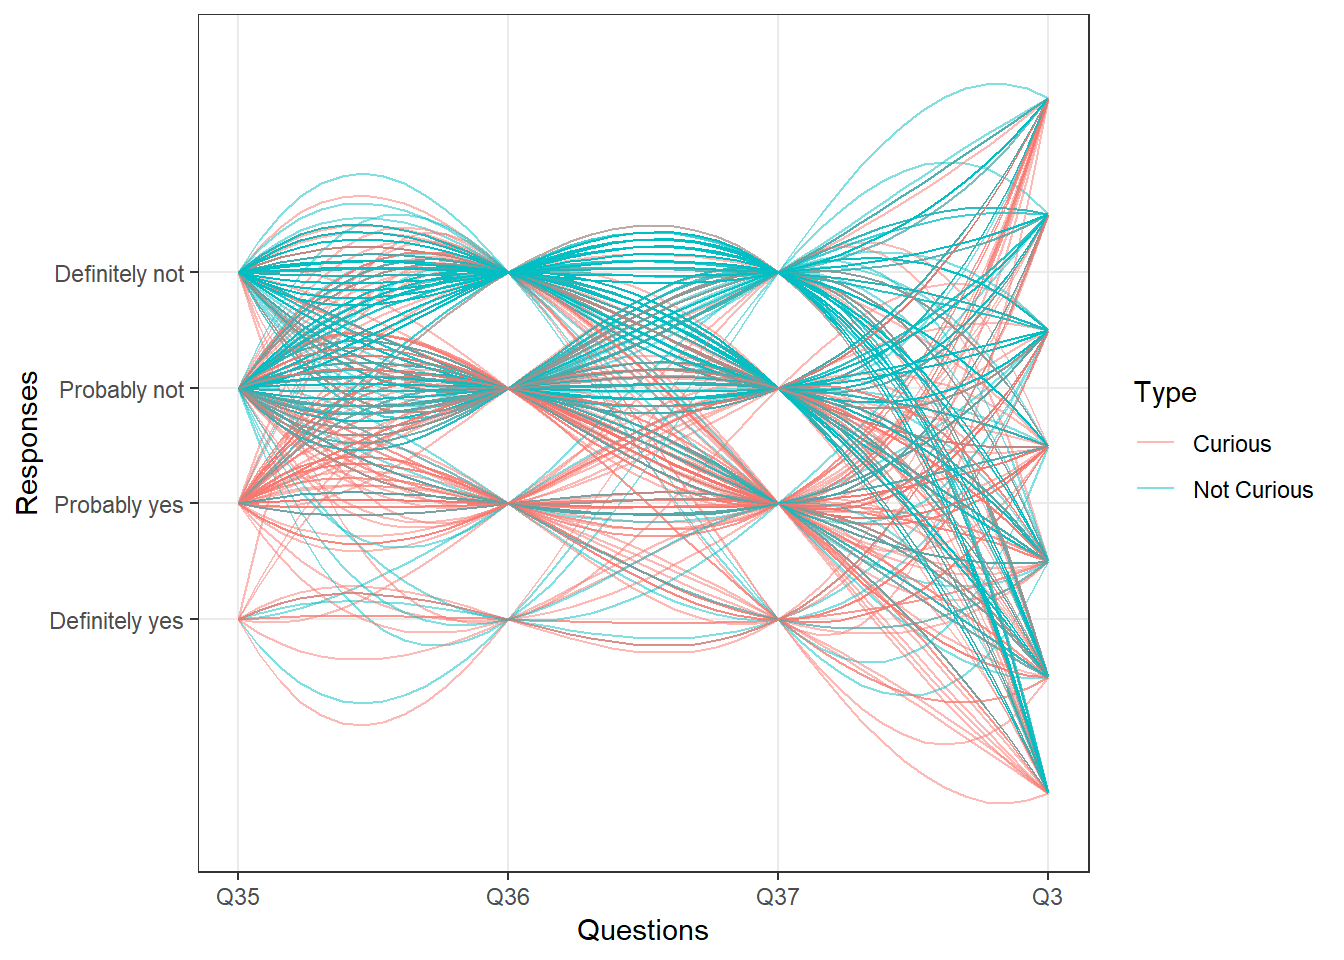 Definitely not
Probably not
Probably yes
Definitely yes
Responses
Q35
Q36
Q37
Q3
Questions
Type
Curious
Not Curious